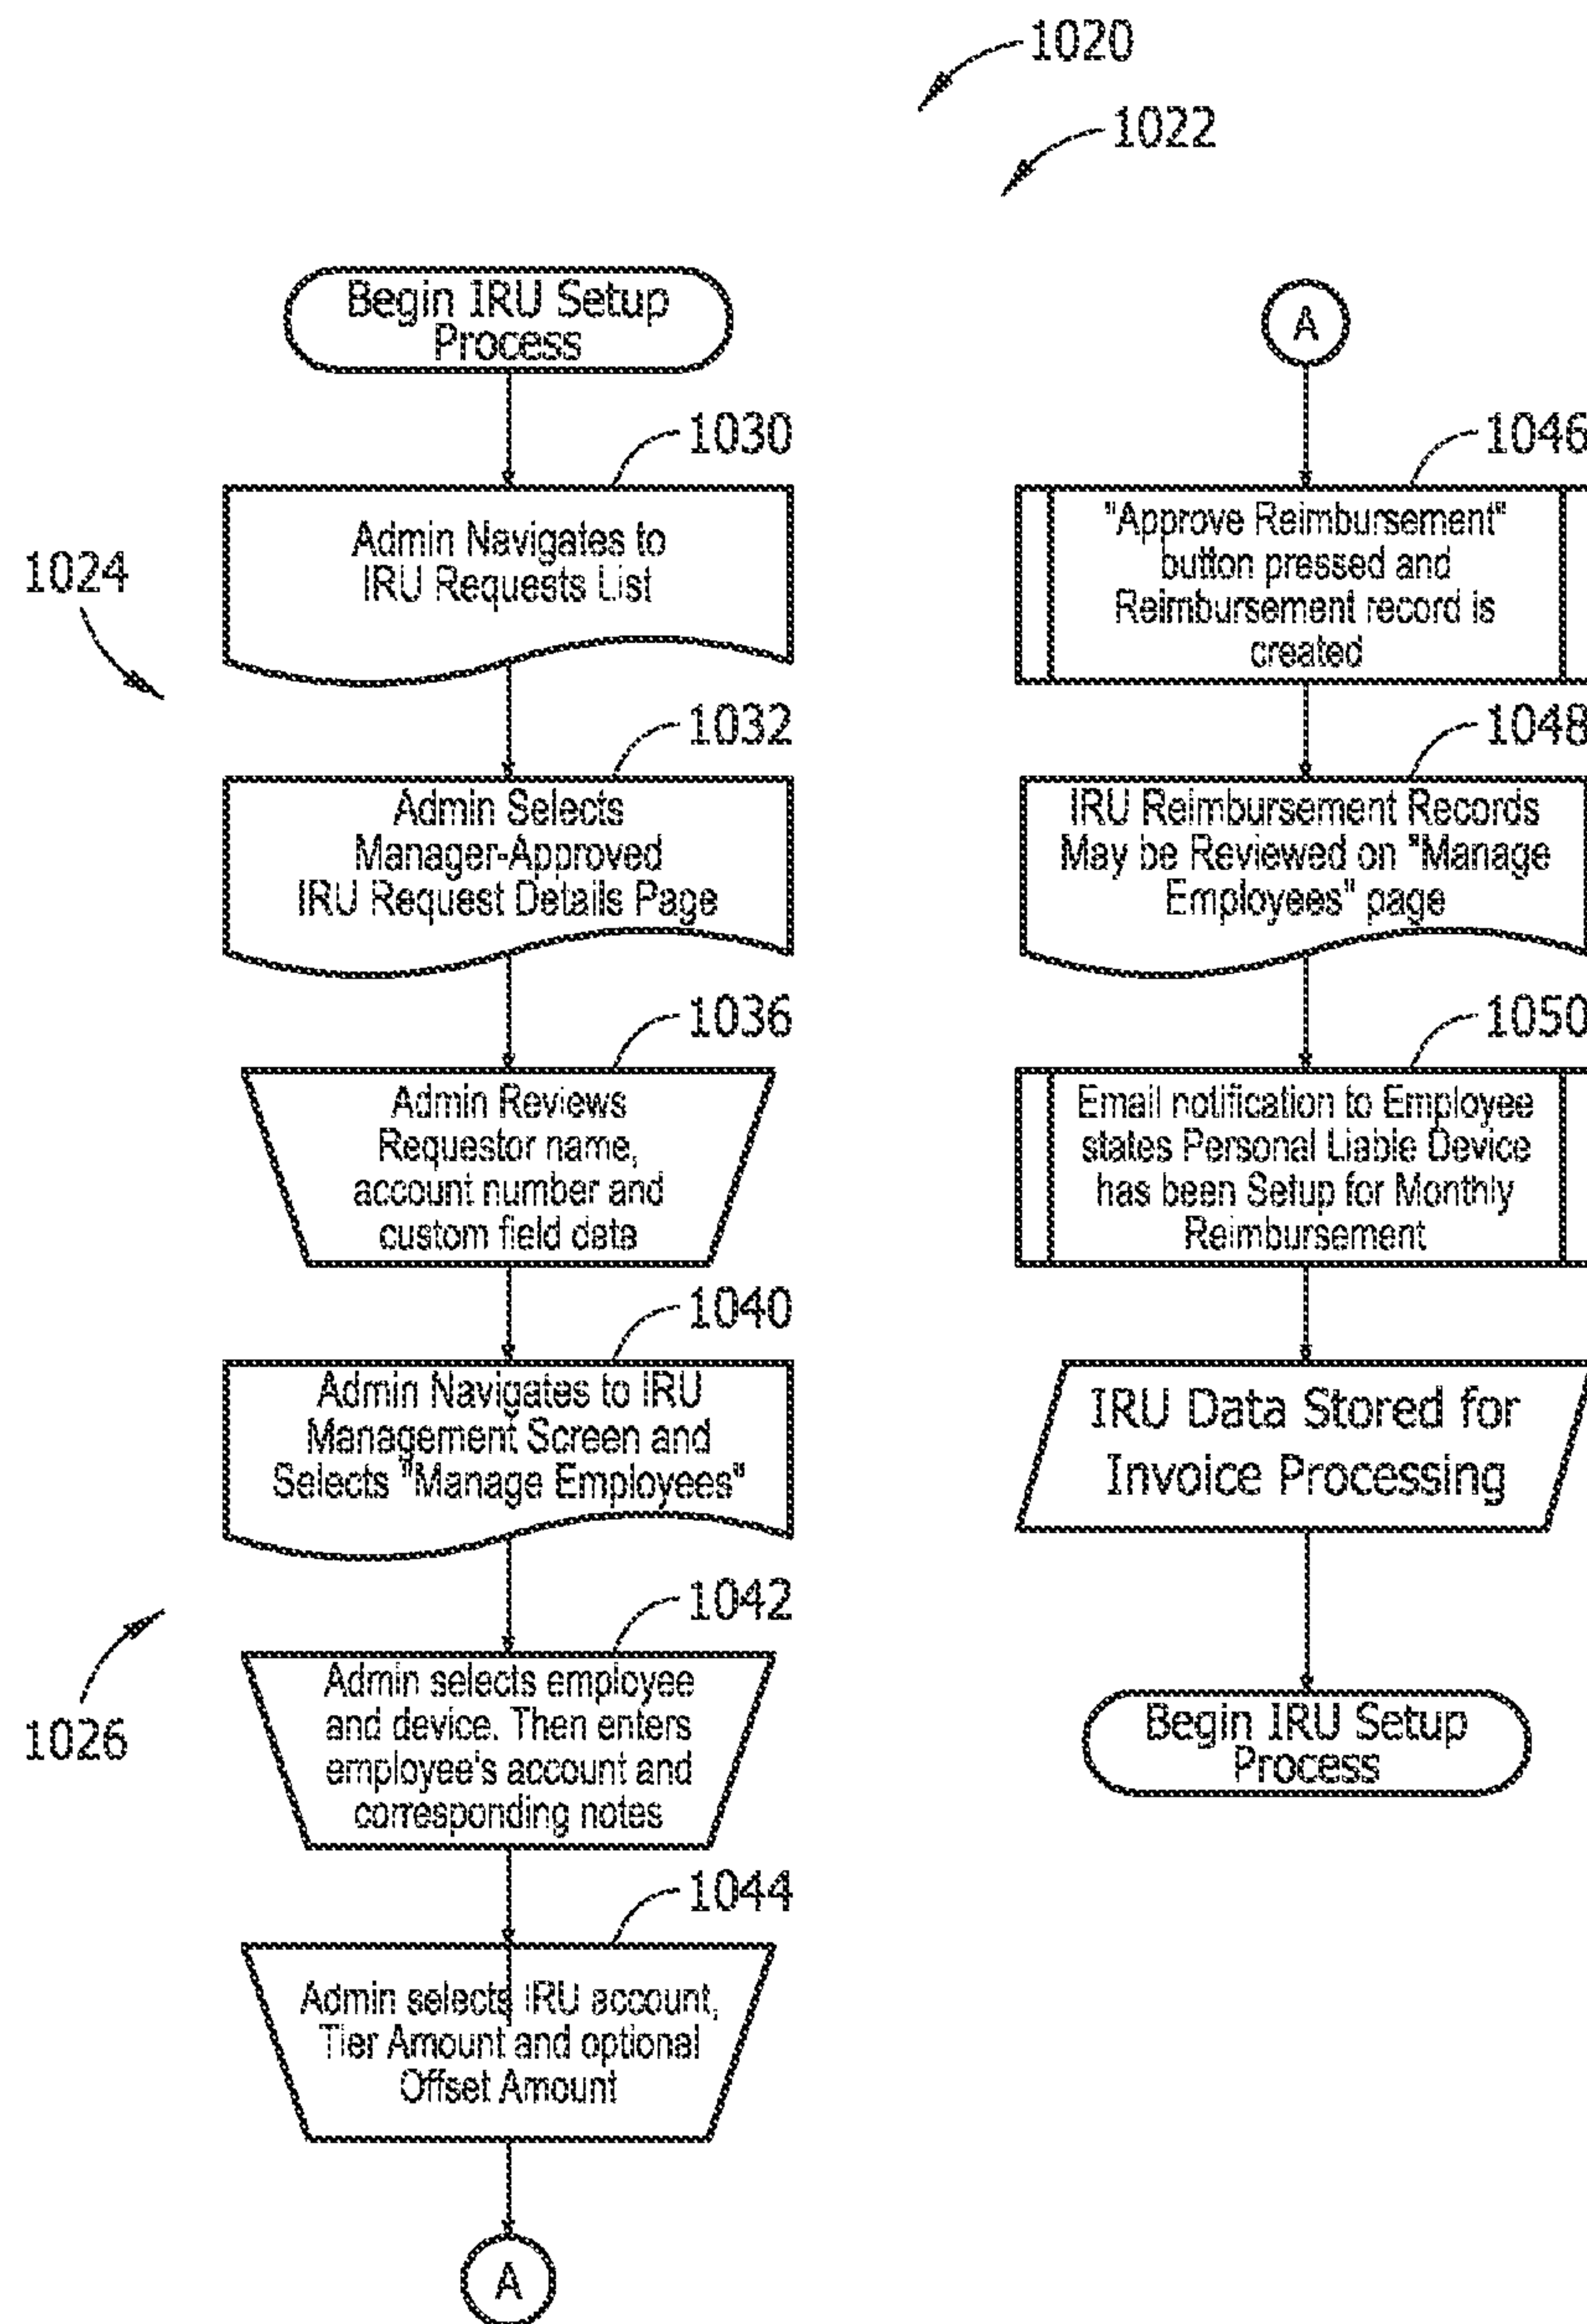 1020
1022
Begin IRU Setup
Process
1030
Admin Navigates to
IRU Requests List
1024
1032
Admin Selects
Manager-Approved
IRU Request Details Page
1036
Admin Reviews
Requestor name,
account number and
custom field data
1040
Admin Navigates to IRU
Management Screen and
Selects "Manage Employees"
1042
Admin selects employee
and device. Then enters
employee's account and
corresponding notes
1026
1044
Admin selects IRU account,
Tier Amount and optional
Offset Amount
A
A
1046
"Approve Reimbursement"
button pressed and
Reimbursement record is
created
1048
IRU Reimbursement Records
May be Reviewed on "Manage
Employees" page
1050
Email notification to Employee
states Personal Liable Device
has been Setup for Monthly
Reimbursement
IRU Data Stored for
Invoice Processing
Begin IRU Setup
Process